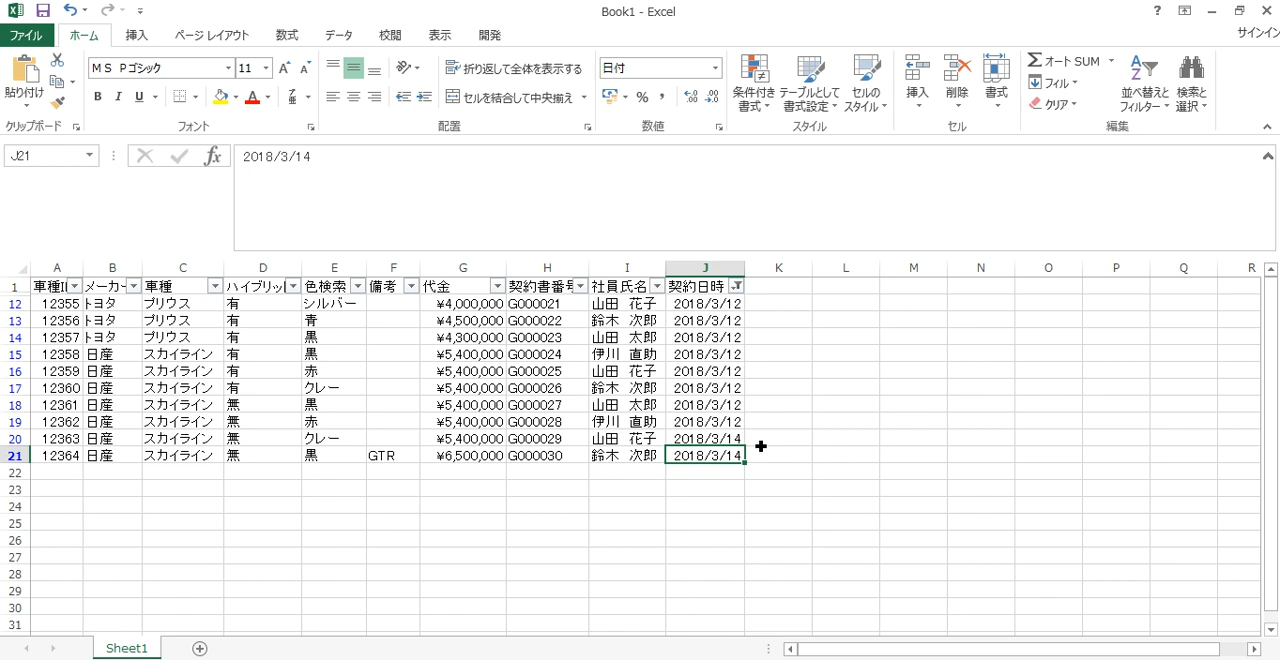 Book1 - Excel
ファイル ホーム 挿入 ページ レイアウト 数式 データ 校閲 表示 開発 サインイン
貼り付け
ＭＳ Ｐゴシック 11
B I U
折り返して全体を表示する
セルを結合して中央揃え
日付
条件付き書式
テーブルとして書式設定
セルのスタイル
挿入 削除 書式
オート SUM
フィル
クリア
並べ替えとフィルター
検索と選択
クリップボード フォント 配置 数値 スタイル セル 編集
J21 fx 2018/3/14
A B C D E F G H I J K L M N O P Q R
1 車種I メーカー 車種 ハイブリッ 色検索 備考 代金 契約書番号 社員氏名 契約日時
12 12355 トヨタ プリウス 有 シルバー ¥4,000,000 G000021 山田　花子 2018/3/12
13 12356 トヨタ プリウス 有 青 ¥4,500,000 G000022 鈴木　次郎 2018/3/12
14 12357 トヨタ プリウス 有 黒 ¥4,300,000 G000023 山田　太郎 2018/3/12
15 12358 日産 スカイライン 有 黒 ¥5,400,000 G000024 伊川　直助 2018/3/12
16 12359 日産 スカイライン 有 赤 ¥5,400,000 G000025 山田　花子 2018/3/12
17 12360 日産 スカイライン 有 クレー ¥5,400,000 G000026 鈴木　次郎 2018/3/12
18 12361 日産 スカイライン 無 黒 ¥5,400,000 G000027 山田　太郎 2018/3/12
19 12362 日産 スカイライン 無 赤 ¥5,400,000 G000028 伊川　直助 2018/3/12
20 12363 日産 スカイライン 無 クレー ¥5,400,000 G000029 山田　花子 2018/3/14
21 12364 日産 スカイライン 無 黒 GTR ¥6,500,000 G000030 鈴木　次郎 2018/3/14
22
23
24
25
26
27
28
29
30
31
Sheet1